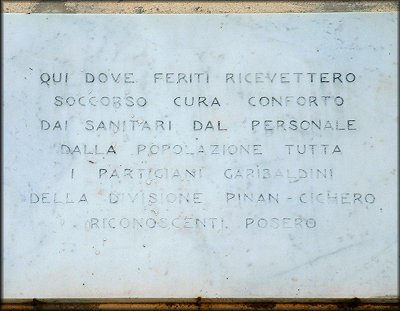 QUI DOVE FERITI RICEVETTERO
SOCCORSO CURA CONFORTO
DAI SANITARI DAL PERSONALE
DALLA POPOLAZIONE TUTTA
I PARTIGIANI GARIBALDINI
DELLA DIVISIONE PINAN-CICHERO
RICONOSCENTI POSERO